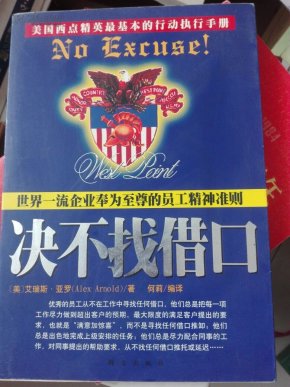 美国西点精英最基本的行动执行手册
No Excuse!
DUTY HONOR COUNTRY
WEST POINT
West Point
世界一流企业奉为至尊的员工精神准则
决不找借口
[美]艾瑞斯·亚罗(Alex Arnold)/著 何莉/编译
优秀的员工从不在工作中寻找任何借口，他们总是把每一项
工作尽力做到超出客户的预期，最大限度的满足客户提出的要
求，也就是“满意加惊喜”，而不是寻找任何借口推卸；他们
总是出色地完成上级安排的任务；他们总是尽力配合同事的工
作，对同事提出的帮助要求，从不找任何借口推托或延迟……